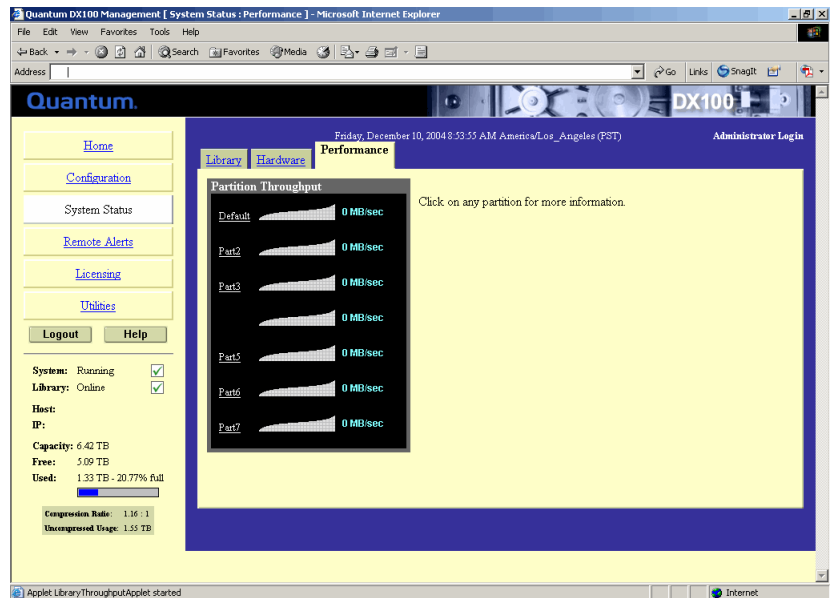 Quantum DX100 Management [ System Status : Performance ] - Microsoft Internet Explorer
File Edit View Favorites Tools Help
Back Search Favorites Media
Address Go Links SnagIt
Quantum. DX100
Friday, December 10, 2004 8:53:55 AM America/Los_Angeles (PST) Administrator Login
Home
Configuration
System Status
Remote Alerts
Licensing
Utilities
Logout Help
System: Running
Library: Online
Host:
IP:
Capacity: 6.42 TB
Free: 5.09 TB
Used: 1.33 TB - 20.77% full
Compression Ratio: 1.16 : 1
Uncompressed Usage: 1.55 TB
Library Hardware Performance
Partition Throughput
Default 0 MB/sec
Part2 0 MB/sec
Part3 0 MB/sec
0 MB/sec
Part5 0 MB/sec
Part6 0 MB/sec
Part7 0 MB/sec
Click on any partition for more information.
Applet LibraryThroughputApplet started Internet